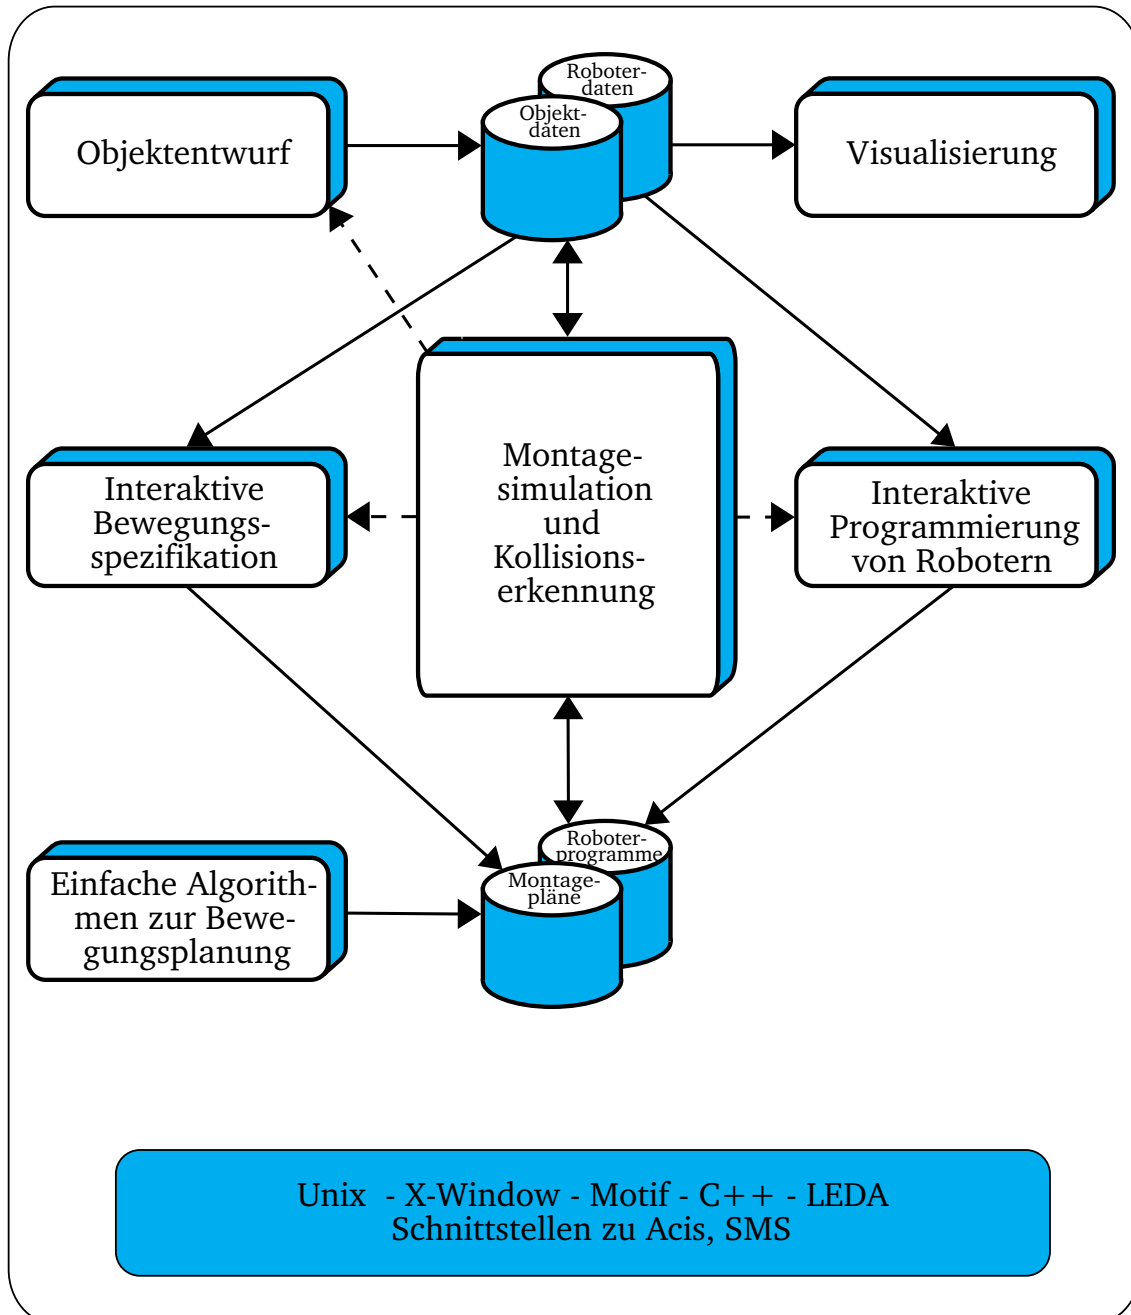 Roboter-
daten
Objekt-
daten
Objektentwurf
Visualisierung
Montage-
simulation
und
Kollisions-
erkennung
Interaktive
Bewegungs-
spezifikation
Interaktive
Programmierung
von Robotern
Roboter-
programme
Montage-
pläne
Einfache Algorith-
men zur Bewe-
gungsplanung
Unix - X-Window - Motif - C++ - LEDA
Schnittstellen zu Acis, SMS